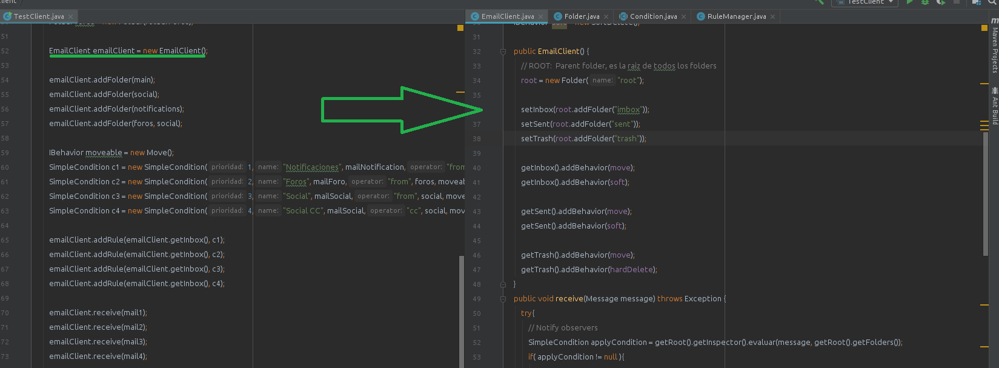 TestClient
TestClient.java
EmailClient.java
Folder.java
Condition.java
RuleManager.java
51
52 EmailClient emailClient = new EmailClient();
53
54 emailClient.addFolder(main);
55 emailClient.addFolder(social);
56 emailClient.addFolder(notifications);
57 emailClient.addFolder(foros, social);
58
59 IBehavior moveable = new Move();
60 SimpleCondition c1 = new SimpleCondition( prioridad: 1, name: "Notificaciones", mailNotification, operator: "from
61 SimpleCondition c2 = new SimpleCondition( prioridad: 2, name: "Foros", mailForo, operator: "from", foros, moveab
62 SimpleCondition c3 = new SimpleCondition( prioridad: 3, name: "Social", mailSocial, operator: "from", social, move
63 SimpleCondition c4 = new SimpleCondition( prioridad: 4, name: "Social CC", mailSocial, operator: "cc", social, mov
64
65 emailClient.addRule(emailClient.getInbox(), c1);
66 emailClient.addRule(emailClient.getInbox(), c2);
67 emailClient.addRule(emailClient.getInbox(), c3);
68 emailClient.addRule(emailClient.getInbox(), c4);
69
70 emailClient.receive(mail1);
71 emailClient.receive(mail2);
72 emailClient.receive(mail3);
73 emailClient.receive(mail4);
31
32 public EmailClient() {
33 // ROOT: Parent folder, es la raiz de todos los folders
34 root = new Folder( name: "root");
35
setInbox(root.addFolder("imbox"));
37 setSent(root.addFolder("sent"));
38 setTrash(root.addFolder("trash"));
39
40 getInbox().addBehavior(move);
41 getInbox().addBehavior(soft);
42
43 getSent().addBehavior(move);
44 getSent().addBehavior(soft);
45
46 getTrash().addBehavior(move);
47 getTrash().addBehavior(hardDelete);
48 }
49 public void receive(Message message) throws Exception {
50 try{
51 // Notify observers
52 SimpleCondition applyCondition = getRoot().getInspector().evaluar(message, getRoot().getFolders());
53 if( applyCondition != null ){
Maven Projects
Ant Build